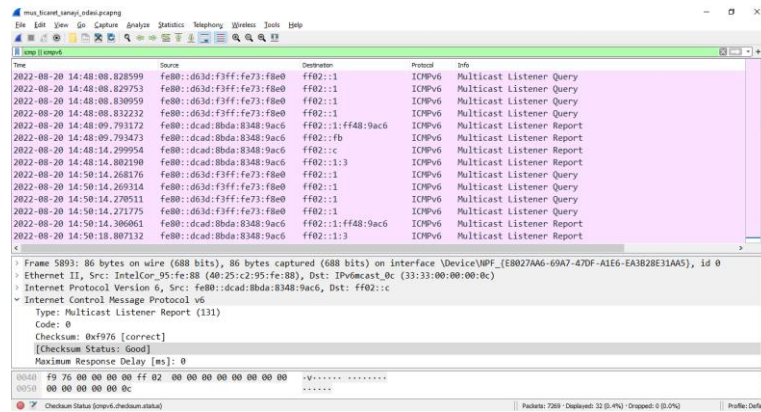 mus_ticaret_sanayi_odasi.pcapng
File Edit View Go Capture Analyze Statistics Telephony Wireless Tools Help
icmp || icmpv6
Time Source Destination Protocol Info
2022-08-20 14:48:08.828599 fe80::d63d:f3ff:fe73:f8e0 ff02::1 ICMPv6 Multicast Listener Query
2022-08-20 14:48:08.829753 fe80::d63d:f3ff:fe73:f8e0 ff02::1 ICMPv6 Multicast Listener Query
2022-08-20 14:48:08.830959 fe80::d63d:f3ff:fe73:f8e0 ff02::1 ICMPv6 Multicast Listener Query
2022-08-20 14:48:08.832232 fe80::d63d:f3ff:fe73:f8e0 ff02::1 ICMPv6 Multicast Listener Query
2022-08-20 14:48:09.793172 fe80::dcad:8bda:8348:9ac6 ff02::1:ff48:9ac6 ICMPv6 Multicast Listener Report
2022-08-20 14:48:09.793473 fe80::dcad:8bda:8348:9ac6 ff02::fb ICMPv6 Multicast Listener Report
2022-08-20 14:48:14.299954 fe80::dcad:8bda:8348:9ac6 ff02::c ICMPv6 Multicast Listener Report
2022-08-20 14:48:14.802190 fe80::dcad:8bda:8348:9ac6 ff02::1:3 ICMPv6 Multicast Listener Report
2022-08-20 14:50:14.268176 fe80::d63d:f3ff:fe73:f8e0 ff02::1 ICMPv6 Multicast Listener Query
2022-08-20 14:50:14.269314 fe80::d63d:f3ff:fe73:f8e0 ff02::1 ICMPv6 Multicast Listener Query
2022-08-20 14:50:14.270511 fe80::d63d:f3ff:fe73:f8e0 ff02::1 ICMPv6 Multicast Listener Query
2022-08-20 14:50:14.271775 fe80::d63d:f3ff:fe73:f8e0 ff02::1 ICMPv6 Multicast Listener Query
2022-08-20 14:50:14.306061 fe80::dcad:8bda:8348:9ac6 ff02::1:ff48:9ac6 ICMPv6 Multicast Listener Report
2022-08-20 14:50:18.807132 fe80::dcad:8bda:8348:9ac6 ff02::1:3 ICMPv6 Multicast Listener Report
Frame 5893: 86 bytes on wire (688 bits), 86 bytes captured (688 bits) on interface \Device\NPF_{E8027AA6-69A7-47DF-A1E6-EA3B28E31AA5}, id 0
Ethernet II, Src: IntelCor_95:fe:88 (40:25:c2:95:fe:88), Dst: IPv6mcast_0c (33:33:00:00:00:0c)
Internet Protocol Version 6, Src: fe80::dcad:8bda:8348:9ac6, Dst: ff02::c
Internet Control Message Protocol v6
Type: Multicast Listener Report (131)
Code: 0
Checksum: 0xf976 [correct]
[Checksum Status: Good]
Maximum Response Delay [ms]: 0
0040 f9 76 00 00 00 00 ff 02 00 00 00 00 00 00 00 00 ·v······ ········
0050 00 00 00 00 00 0c ······
Checksum Status (icmpv6.checksum.status) Packets: 7269 · Displayed: 32 (0.4%) · Dropped: 0 (0.0%) Profile: Defa